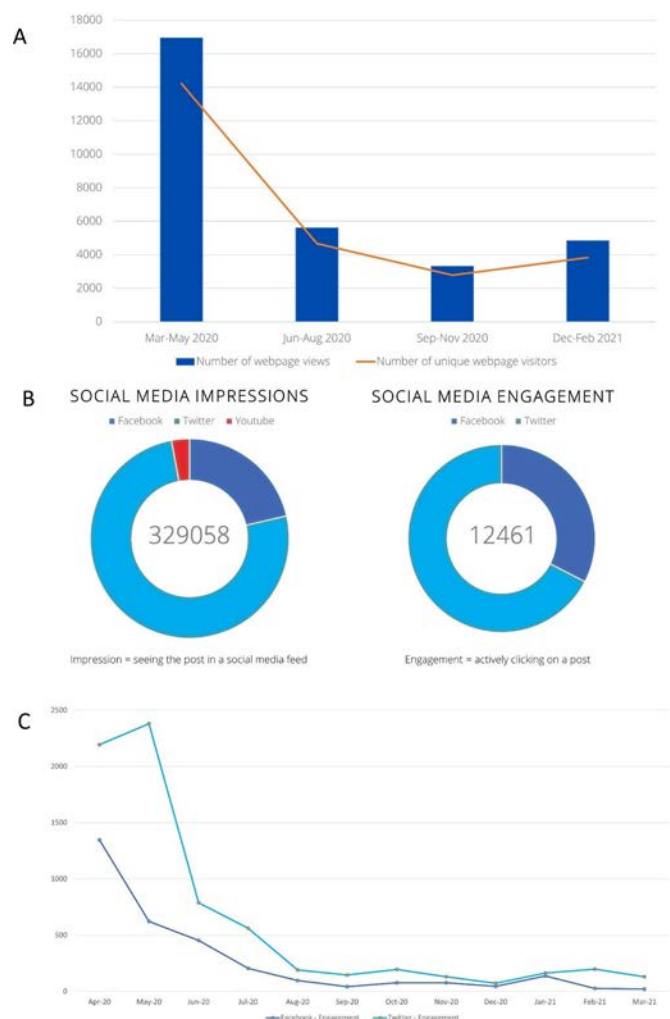 A
18000
16000
14000
12000
10000
8000
6000
4000
2000
0
Mar-May 2020 Jun-Aug 2020 Sep-Nov 2020 Dec-Feb 2021
Number of webpage views Number of unique webpage visitors
B
SOCIAL MEDIA IMPRESSIONS
Facebook Twitter Youtube
329058
Impression = seeing the post in a social media feed
SOCIAL MEDIA ENGAGEMENT
Facebook Twitter
12461
Engagement = actively clicking on a post
C
2500
2000
1500
1000
500
0
Apr-20 May-20 Jun-20 Jul-20 Aug-20 Sep-20 Oct-20 Nov-20 Dec-20 Jan-21 Feb-21 Mar-21
Facebook - Engagement Twitter - Engagement